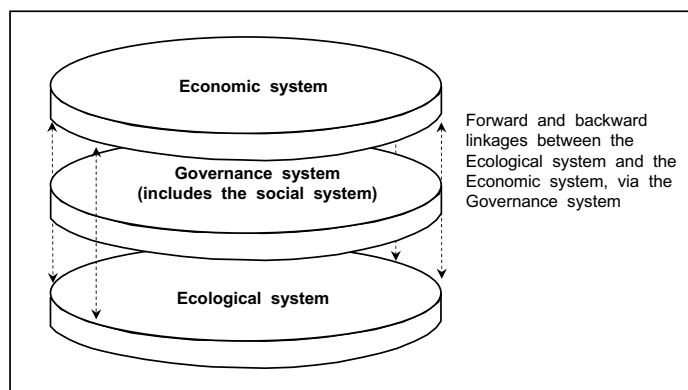 Economic system
Governance system
(includes the social system)
Ecological system
Forward and backward
linkages between the
Ecological system and the
Economic system, via the
Governance system